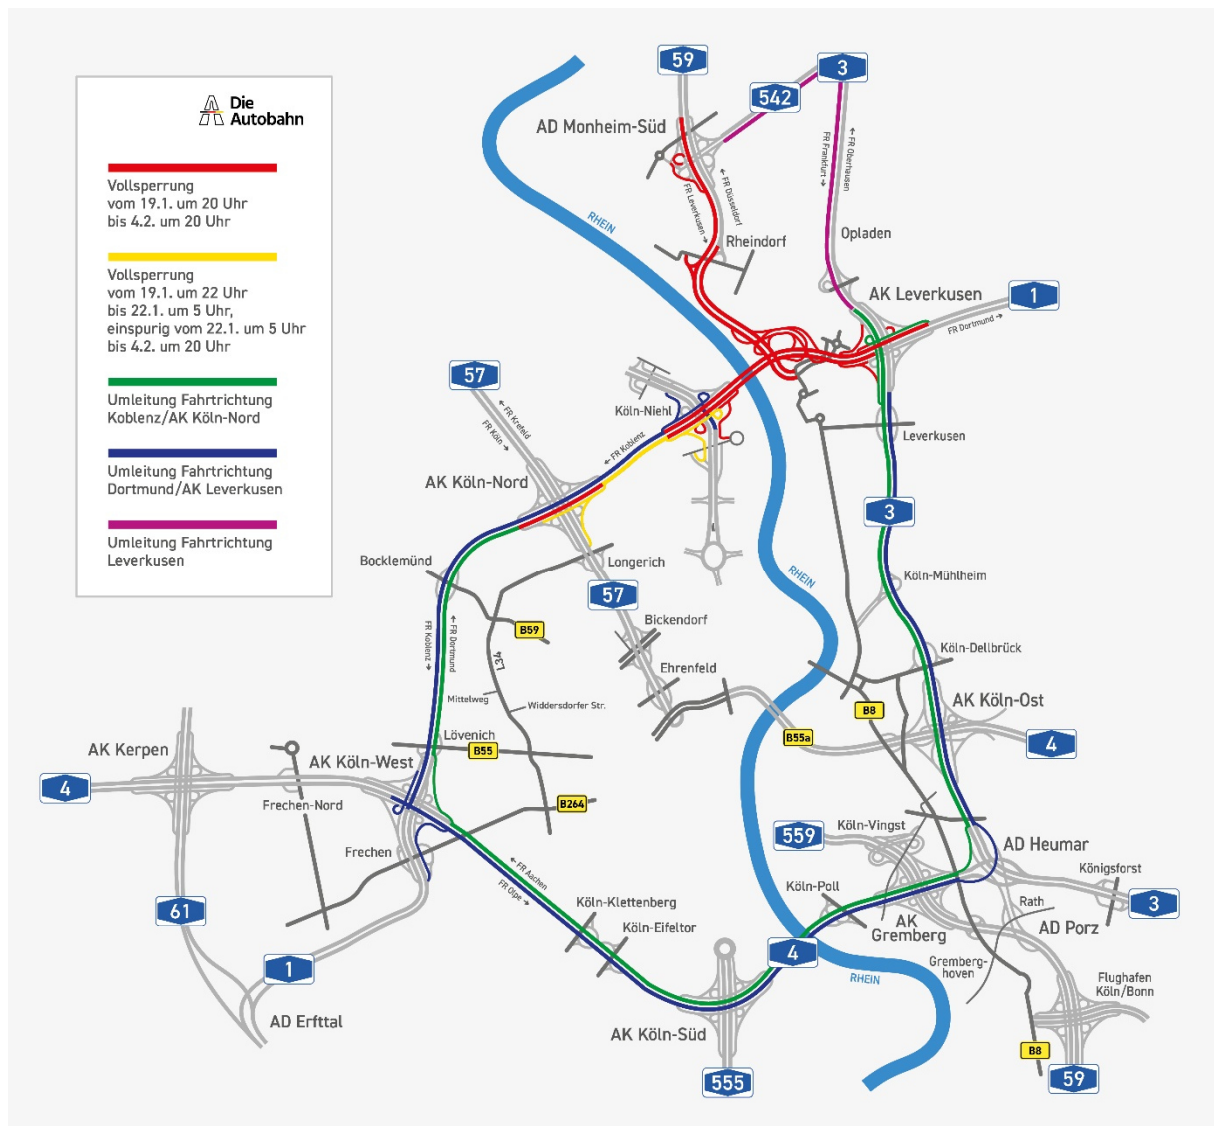 Die
Autobahn
Vollsperrung
vom 19.1. um 20 Uhr
bis 4.2. um 20 Uhr
Vollsperrung
vom 19.1. um 22 Uhr
bis 22.1. um 5 Uhr,
einspurig vom 22.1. um 5 Uhr
bis 4.2. um 20 Uhr
Umleitung Fahrtrichtung
Koblenz/AK Köln-Nord
Umleitung Fahrtrichtung
Dortmund/AK Leverkusen
Umleitung Fahrtrichtung
Leverkusen
59
3
542
AD Monheim-Süd
FR Frankfurt →
← FR Oberhausen
FR Leverkusen →
← FR Düsseldorf
RHEIN
Rheindorf
Opladen
AK Leverkusen
1
FR Dortmund →
57
← FR Krefeld
FR Köln →
Köln-Niehl
← FR Koblenz
Leverkusen
AK Köln-Nord
3
Bocklemünd
Longerich
RHEIN
Köln-Mühlheim
57
Bickendorf
B59
L34
FR Koblenz →
← FR Dortmund
Ehrenfeld
Köln-Dellbrück
Mittelweg
Widdersdorfer Str.
AK Köln-Ost
B8
B55a
4
Lövenich
B55
AK Kerpen
AK Köln-West
4
Frechen-Nord
B264
Frechen
559
Köln-Vingst
AD Heumar
Königsforst
← FR Aachen
FR Olpe →
Köln-Poll
3
61
Köln-Klettenberg
Köln-Eifeltor
Rath
AK
Gremberg
AD Porz
4
Gremberg-
hoven
1
RHEIN
Flughafen
Köln/Bonn
AD Erfttal
AK Köln-Süd
B8
555
59